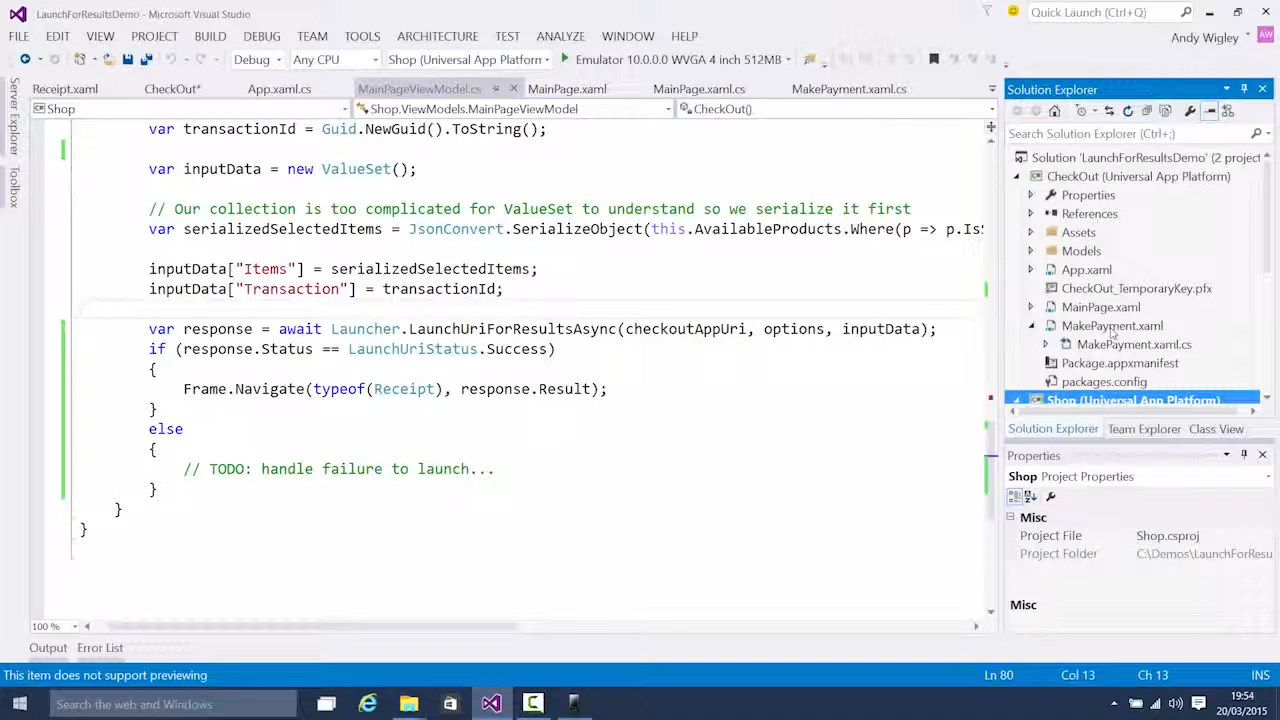 LaunchForResultsDemo - Microsoft Visual Studio
Quick Launch (Ctrl+Q)
FILE EDIT VIEW PROJECT BUILD DEBUG TEAM TOOLS ARCHITECTURE TEST ANALYZE WINDOW HELP
Andy Wigley
AW
Debug Any CPU Shop (Universal App Platform) Emulator 10.0.0.0 WVGA 4 inch 512MB
Server Explorer
Toolbox
Receipt.xaml CheckOut* App.xaml.cs MainPageViewModel.cs MainPage.xaml MainPage.xaml.cs MakePayment.xaml.cs
Shop Shop.ViewModels.MainPageViewModel CheckOut()
var transactionId = Guid.NewGuid().ToString();
var inputData = new ValueSet();
// Our collection is too complicated for ValueSet to understand so we serialize it first
var serializedSelectedItems = JsonConvert.SerializeObject(this.AvailableProducts.Where(p => p.IsS
inputData["Items"] = serializedSelectedItems;
inputData["Transaction"] = transactionId;
var response = await Launcher.LaunchUriForResultsAsync(checkoutAppUri, options, inputData);
if (response.Status == LaunchUriStatus.Success)
{
Frame.Navigate(typeof(Receipt), response.Result);
}
else
{
// TODO: handle failure to launch...
}
}
}
100 %
Output Error List
Solution Explorer
Search Solution Explorer (Ctrl+;)
Solution 'LaunchForResultsDemo' (2 project
CheckOut (Universal App Platform)
Properties
References
Assets
Models
App.xaml
CheckOut_TemporaryKey.pfx
MainPage.xaml
MakePayment.xaml
MakePayment.xaml.cs
Package.appxmanifest
packages.config
Shop (Universal App Platform)
Solution Explorer Team Explorer Class View
Properties
Shop Project Properties
Misc
Project File Shop.csproj
Project Folder C:\Demos\LaunchForResu
Misc
This item does not support previewing Ln 80 Col 13 Ch 13 INS
Search the web and Windows
19:54
20/03/2015